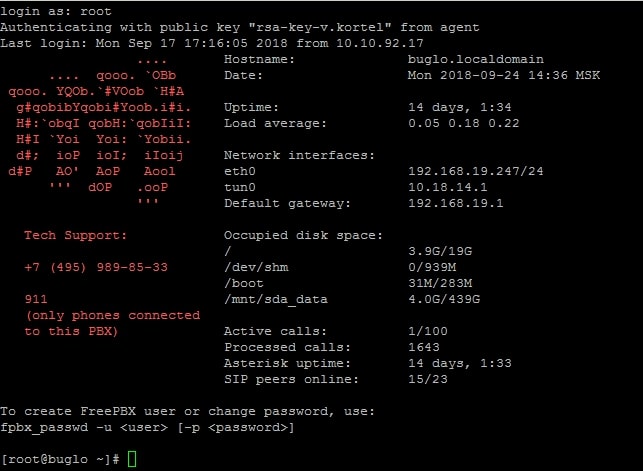 login as: root
Authenticating with public key "rsa-key-v.kortel" from agent
Last login: Mon Sep 17 17:16:05 2018 from 10.10.92.17
                 ....       Hostname:              buglo.localdomain
      ....  qooo. `OBb      Date:                  Mon 2018-09-24 14:36 MSK
 qooo. YQOb.`#VOob `H#A
  g#qobibYqobi#Yoob.i#i.    Uptime:                14 days, 1:34
  H#:`obqI qobH:`qobIiI:    Load average:          0.05 0.18 0.22
  H#I `Yoi  Yoi: `Yobii.
  d#;  ioP  ioI;  iIoij     Network interfaces:
 d#P   AO'  AoP   Aool      eth0                   192.168.19.247/24
       '''  dOP   .ooP      tun0                   10.18.14.1
                  '''       Default gateway:       192.168.19.1
   Tech Support:            Occupied disk space:
                            /                      3.9G/19G
   +7 (495) 989-85-33       /dev/shm               0/939M
                            /boot                  31M/283M
   911                      /mnt/sda_data          4.0G/439G
   (only phones connected
   to this PBX)             Active calls:          1/100
                            Processed calls:       1643
                            Asterisk uptime:       14 days, 1:33
                            SIP peers online:      15/23
To create FreePBX user or change password, use:
fpbx_passwd -u <user> [-p <password>]
[root@buglo ~]#